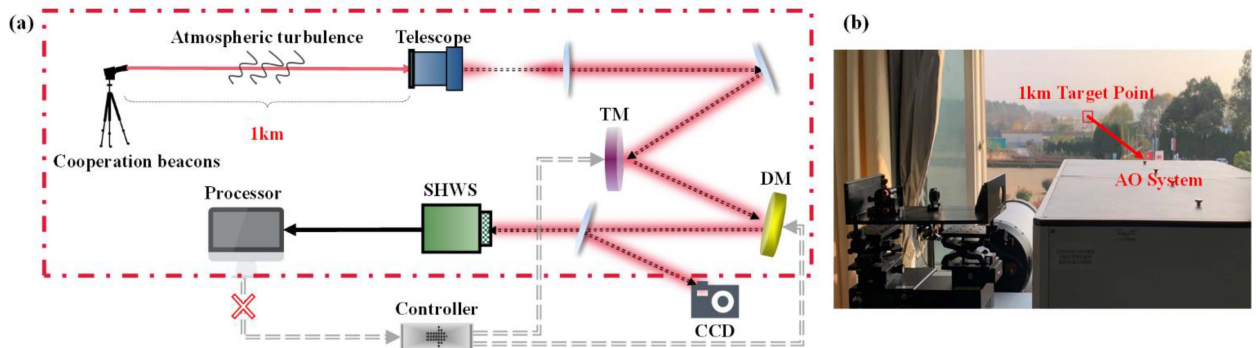 (a)
Atmospheric turbulence
Telescope
1km
Cooperation beacons
TM
DM
Processor
SHWS
Controller
CCD
(b)
1km Target Point
AO System